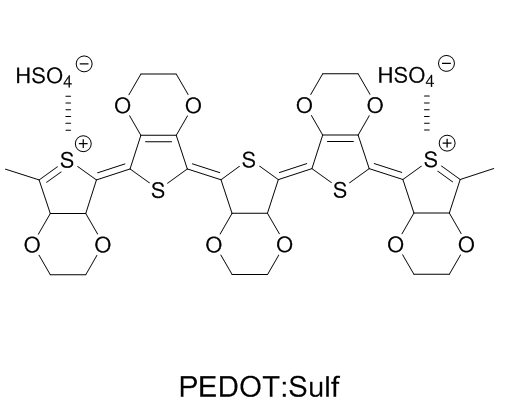 HSO4 ⊖ HSO4 ⊖
O O O O
S ⊕ S S ⊕
S S
O O O O O O
PEDOT:Sulf